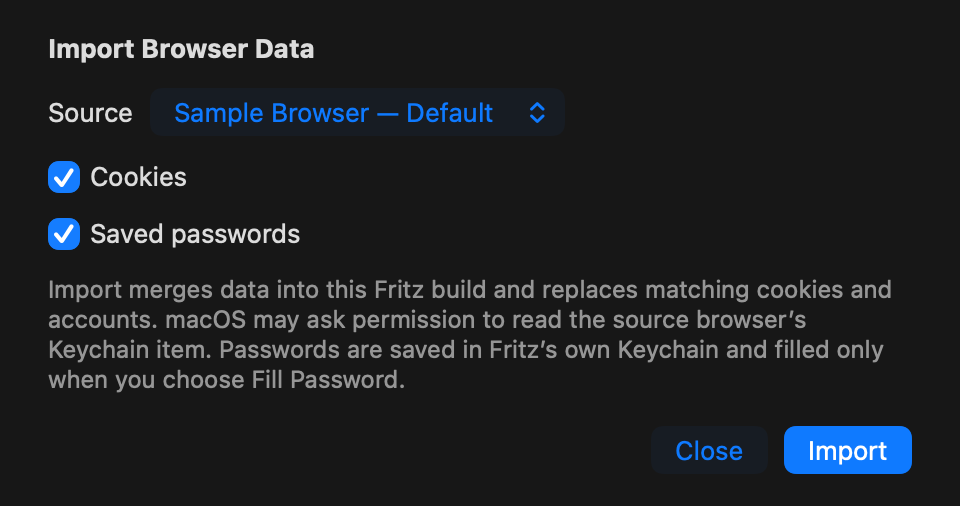 Import Browser Data
Source Sample Browser — Default
Cookies
Saved passwords
Import merges data into this Fritz build and replaces matching cookies and
accounts. macOS may ask permission to read the source browser’s
Keychain item. Passwords are saved in Fritz’s own Keychain and filled only
when you choose Fill Password.
Close Import